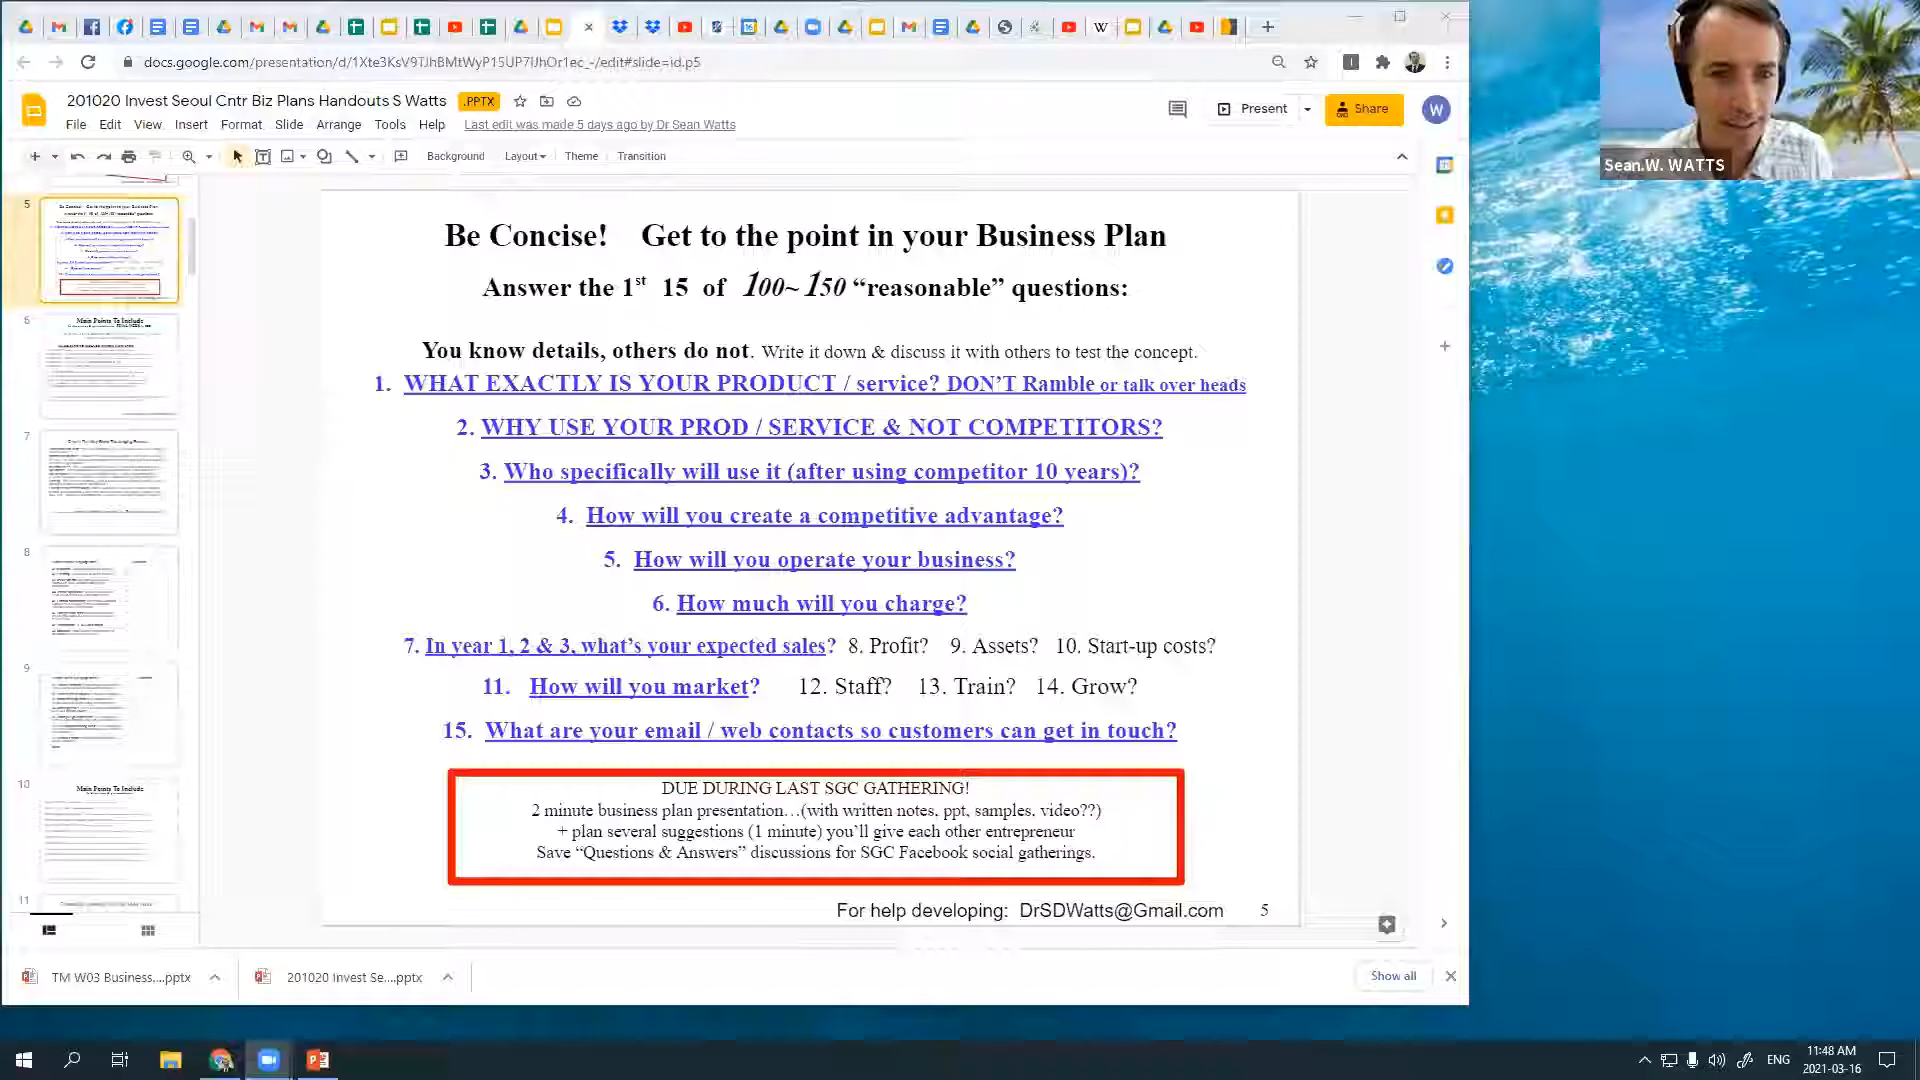 docs.google.com/presentation/d/1Xte3KsV9TJhBMtWyP15UP7IJhOr1ec_-/edit#slide=id.p5
201020 Invest Seoul Cntr Biz Plans Handouts S Watts .PPTX
Present
Share
W
File Edit View Insert Format Slide Arrange Tools Help Last edit was made 5 days ago by Dr Sean Watts
Background Layout Theme Transition
Sean.W. WATTS
5
Main Points To Include
7
8
9
10
Main Points To Include
11
Be Concise! Get to the point in your Business Plan
Answer the 1st 15 of 100~150 “reasonable” questions:
You know details, others do not. Write it down & discuss it with others to test the concept.
1. WHAT EXACTLY IS YOUR PRODUCT / service? DON’T Ramble or talk over heads
2. WHY USE YOUR PROD / SERVICE & NOT COMPETITORS?
3. Who specifically will use it (after using competitor 10 years)?
4. How will you create a competitive advantage?
5. How will you operate your business?
6. How much will you charge?
7. In year 1, 2 & 3, what’s your expected sales? 8. Profit? 9. Assets? 10. Start-up costs?
11. How will you market? 12. Staff? 13. Train? 14. Grow?
15. What are your email / web contacts so customers can get in touch?
DUE DURING LAST SGC GATHERING!
2 minute business plan presentation…(with written notes, ppt, samples, video??)
+ plan several suggestions (1 minute) you’ll give each other entrepreneur
Save “Questions & Answers” discussions for SGC Facebook social gatherings.
For help developing: DrSDWatts@Gmail.com 5
TM W03 Business....pptx
201020 Invest Se....pptx
Show all
ENG
11:48 AM
2021-03-16